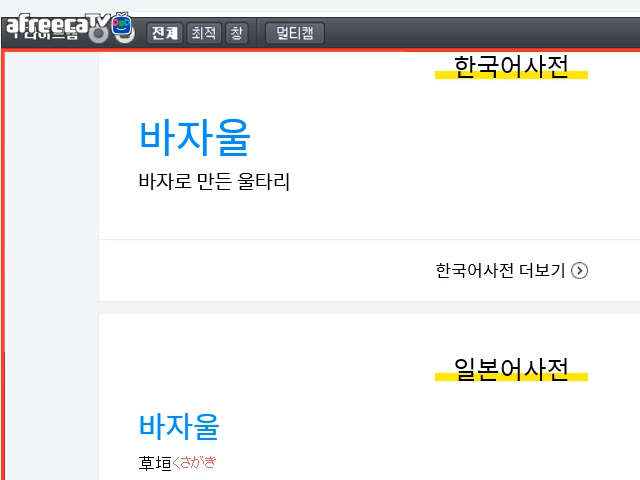 afreecaTV
전체 최적 창 멀티캠
한국어사전
바자울
바자로 만든 울타리
한국어사전 더보기
일본어사전
바자울
草垣くさがき